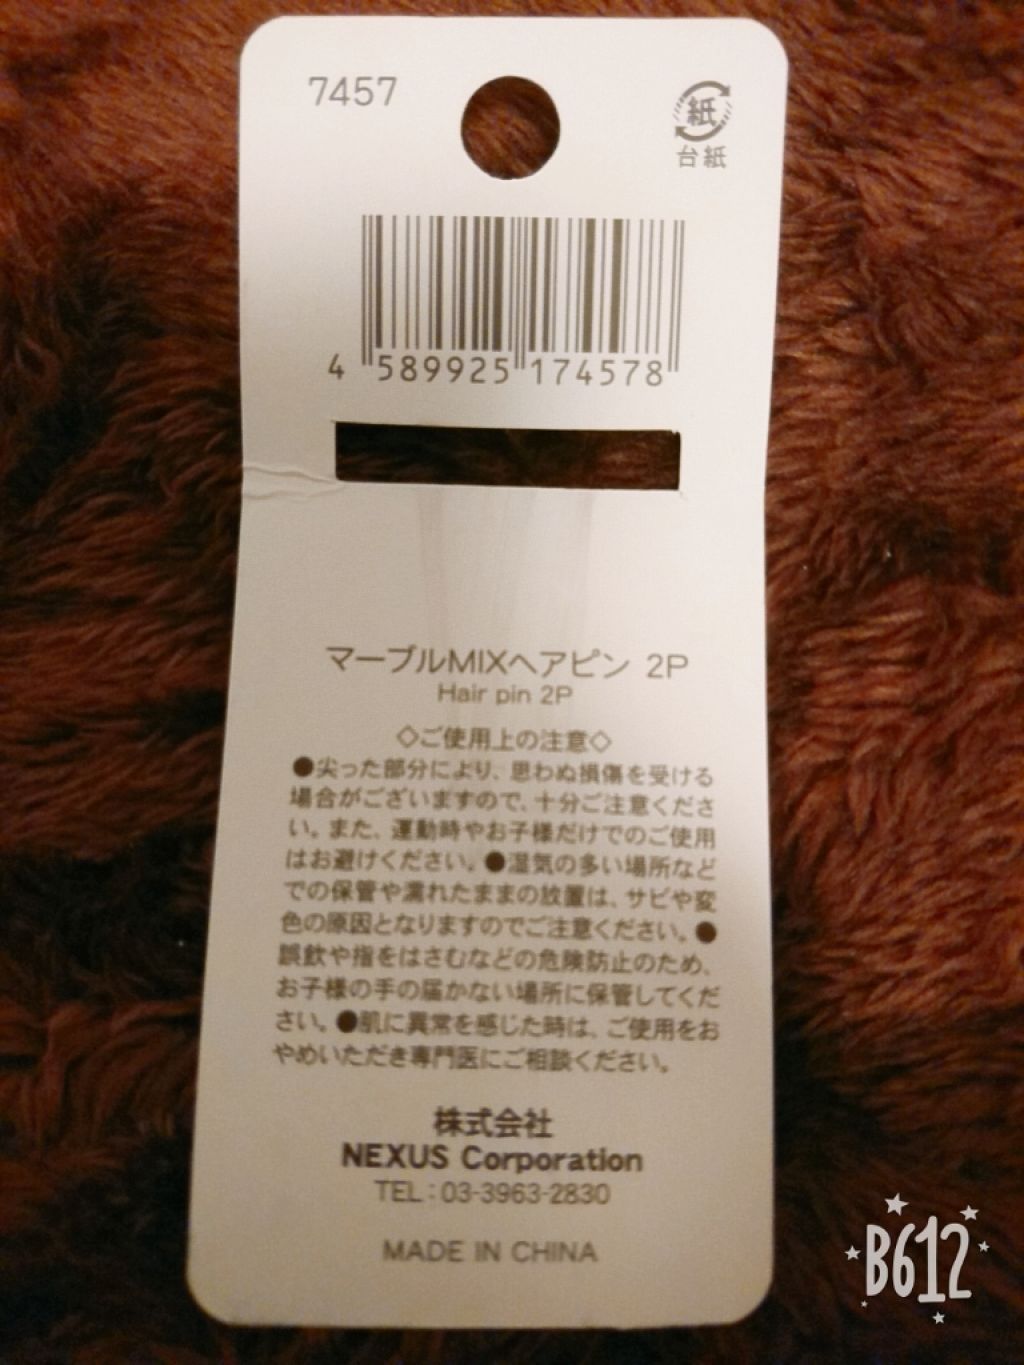 7457
紙
台紙
4 589925 174578
マーブルMIXヘアピン 2P
Hair pin 2P
◇ご使用上の注意◇
●尖った部分により、思わぬ損傷を受ける
場合がございますので、十分ご注意くださ
い。また、運動時やお子様だけでのご使用
はお避けください。●湿気の多い場所など
での保管や濡れたままの放置は、サビや変
色の原因となりますのでご注意ください。●
誤飲や指をはさむなどの危険防止のため、
お子様の手の届かない場所に保管してくだ
さい。●肌に異常を感じた時は、ご使用をお
やめいただき専門医にご相談ください。
株式会社
NEXUS Corporation
TEL:03-3963-2830
MADE IN CHINA
B612